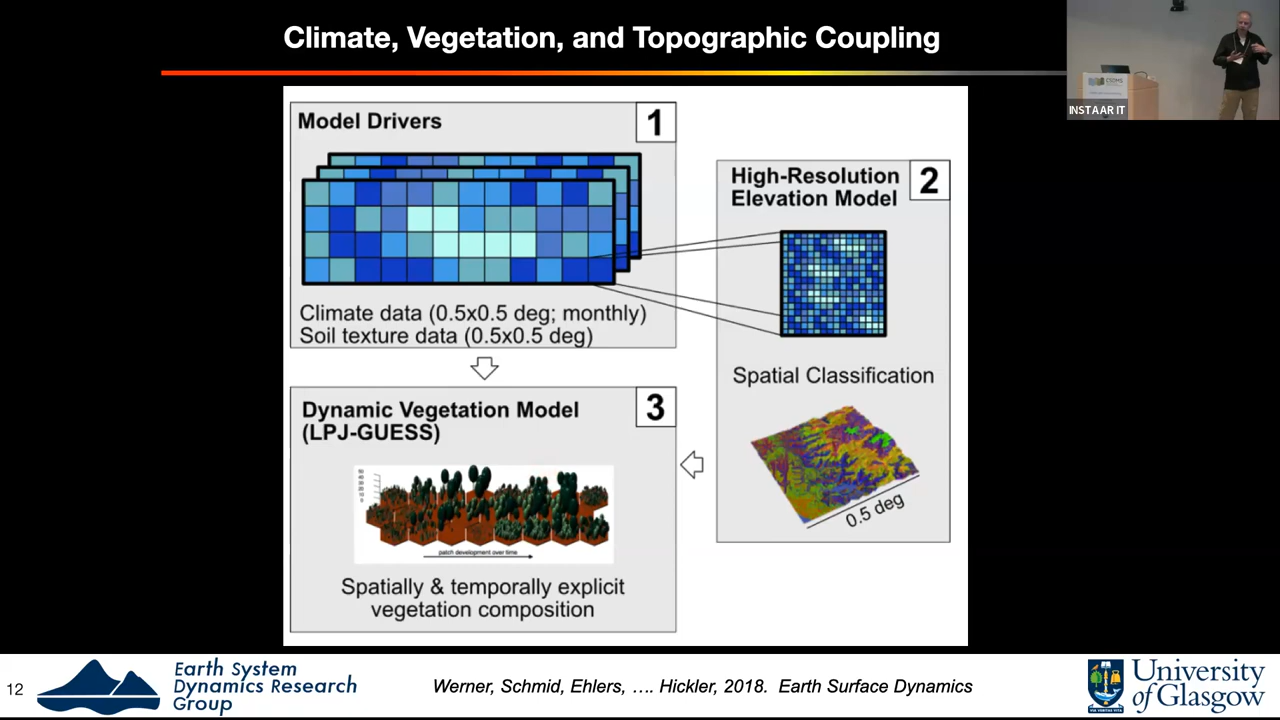 Climate, Vegetation, and Topographic Coupling
INSTAAR IT
Model Drivers
1
Climate data (0.5x0.5 deg; monthly)
Soil texture data (0.5x0.5 deg)
High-Resolution
Elevation Model
2
Spatial Classification
0.5 deg
Dynamic Vegetation Model
(LPJ-GUESS)
3
patch development over time
Spatially & temporally explicit
vegetation composition
12
Earth System
Dynamics Research
Group
Werner, Schmid, Ehlers, …. Hickler, 2018. Earth Surface Dynamics
University
of Glasgow